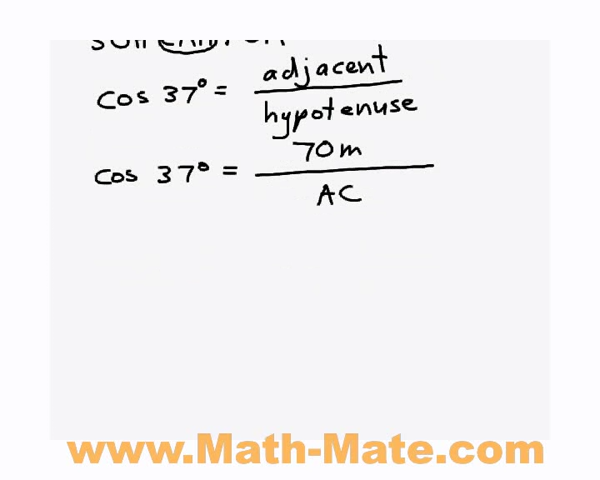 cos 37° = adjacent / hypotenuse
cos 37° = 70m / AC
www.Math-Mate.com